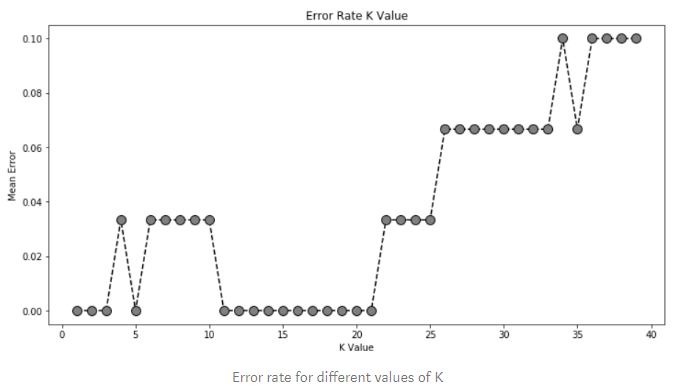 Error Rate K Value
0.10
0.08
0.06
0.04
0.02
0.00
Mean Error
0 5 10 15 20 25 30 35 40
K Value
Error rate for different values of K